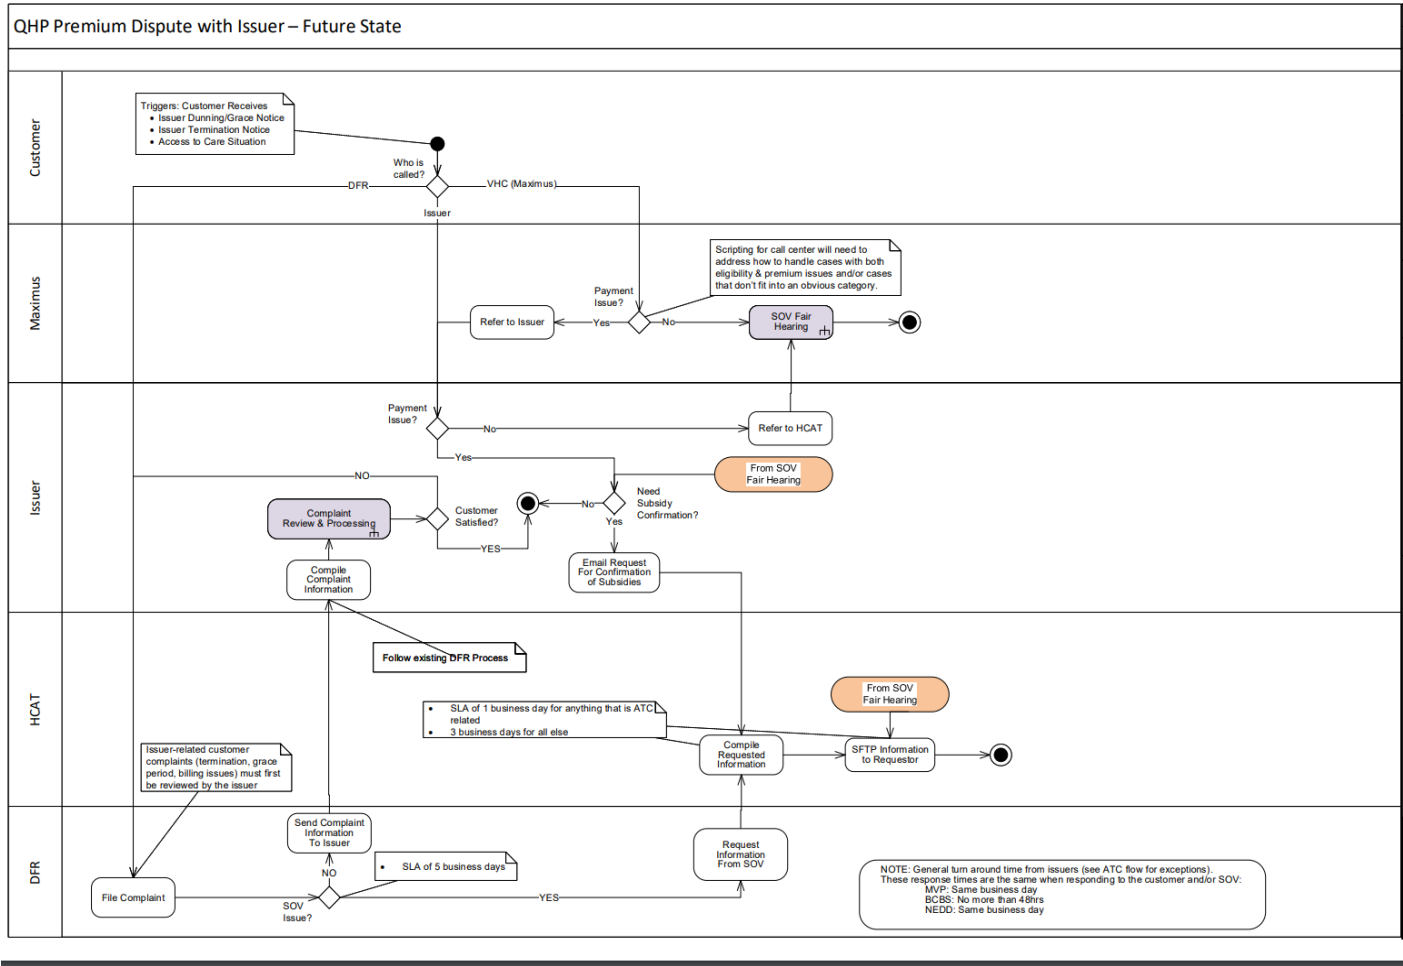 QHP Premium Dispute with Issuer – Future State
Customer
Triggers: Customer Receives
• Issuer Dunning/Grace Notice
• Issuer Termination Notice
• Access to Care Situation
Who is
called?
DFR
VHC (Maximus)
Issuer
Maximus
Scripting for call center will need to
address how to handle cases with both
eligibility & premium issues and/or cases
that don't fit into an obvious category.
Payment
Issue?
Refer to Issuer
Yes
No
SOV Fair
Hearing
Issuer
Payment
Issue?
No
Refer to HCAT
Yes
From SOV
Fair Hearing
NO
Need
Subsidy
Confirmation?
No
Yes
Complaint
Review & Processing
Customer
Satisfied?
YES
Email Request
For Confirmation
of Subsidies
Compile
Complaint
Information
HCAT
Follow existing DFR Process
From SOV
Fair Hearing
• SLA of 1 business day for anything that is ATC
related
• 3 business days for all else
Compile
Requested
Information
SFTP Information
to Requestor
Issuer-related customer
complaints (termination, grace
period, billing issues) must first
be reviewed by the issuer
DFR
Send Complaint
Information
To Issuer
Request
Information
From SOV
• SLA of 5 business days
NO
File Complaint
SOV
Issue?
YES
NOTE: General turn around time from issuers (see ATC flow for exceptions).
These response times are the same when responding to the customer and/or SOV:
MVP: Same business day
BCBS: No more than 48hrs
NEDD: Same business day